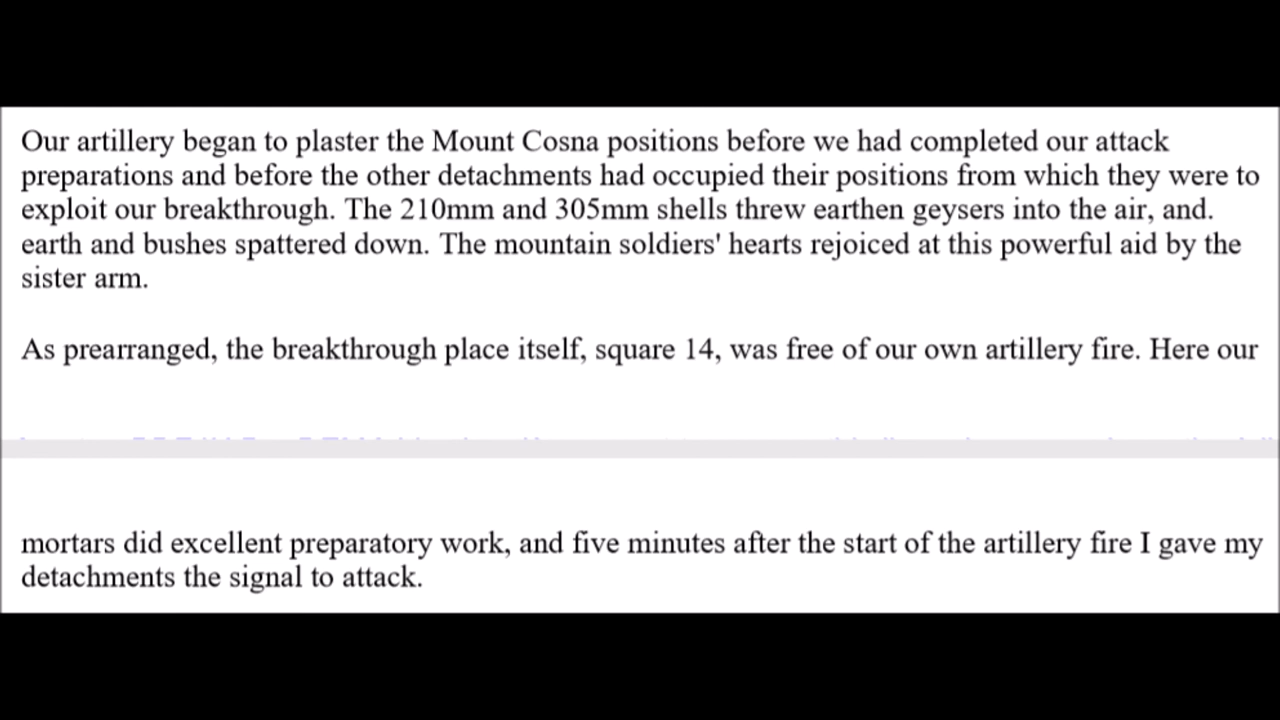 Our artillery began to plaster the Mount Cosna positions before we had completed our attack
preparations and before the other detachments had occupied their positions from which they were to
exploit our breakthrough. The 210mm and 305mm shells threw earthen geysers into the air, and.
earth and bushes spattered down. The mountain soldiers' hearts rejoiced at this powerful aid by the
sister arm.
As prearranged, the breakthrough place itself, square 14, was free of our own artillery fire. Here our
mortars did excellent preparatory work, and five minutes after the start of the artillery fire I gave my
detachments the signal to attack.